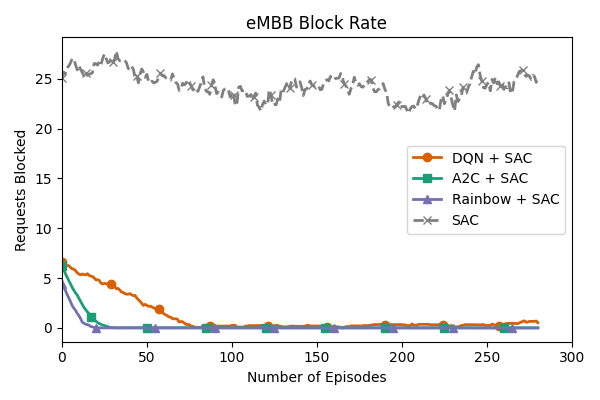 eMBB Block Rate
Requests Blocked
25
20
15
10
5
0
DQN + SAC
A2C + SAC
Rainbow + SAC
SAC
0 50 100 150 200 250 300
Number of Episodes